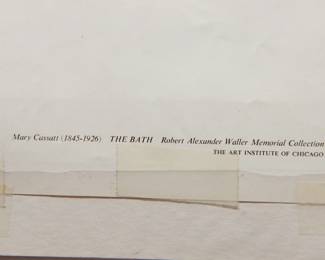 Mary Cassatt (1845-1926) THE BATH Robert Alexander Waller Memorial Collection
THE ART INSTITUTE OF CHICAGO